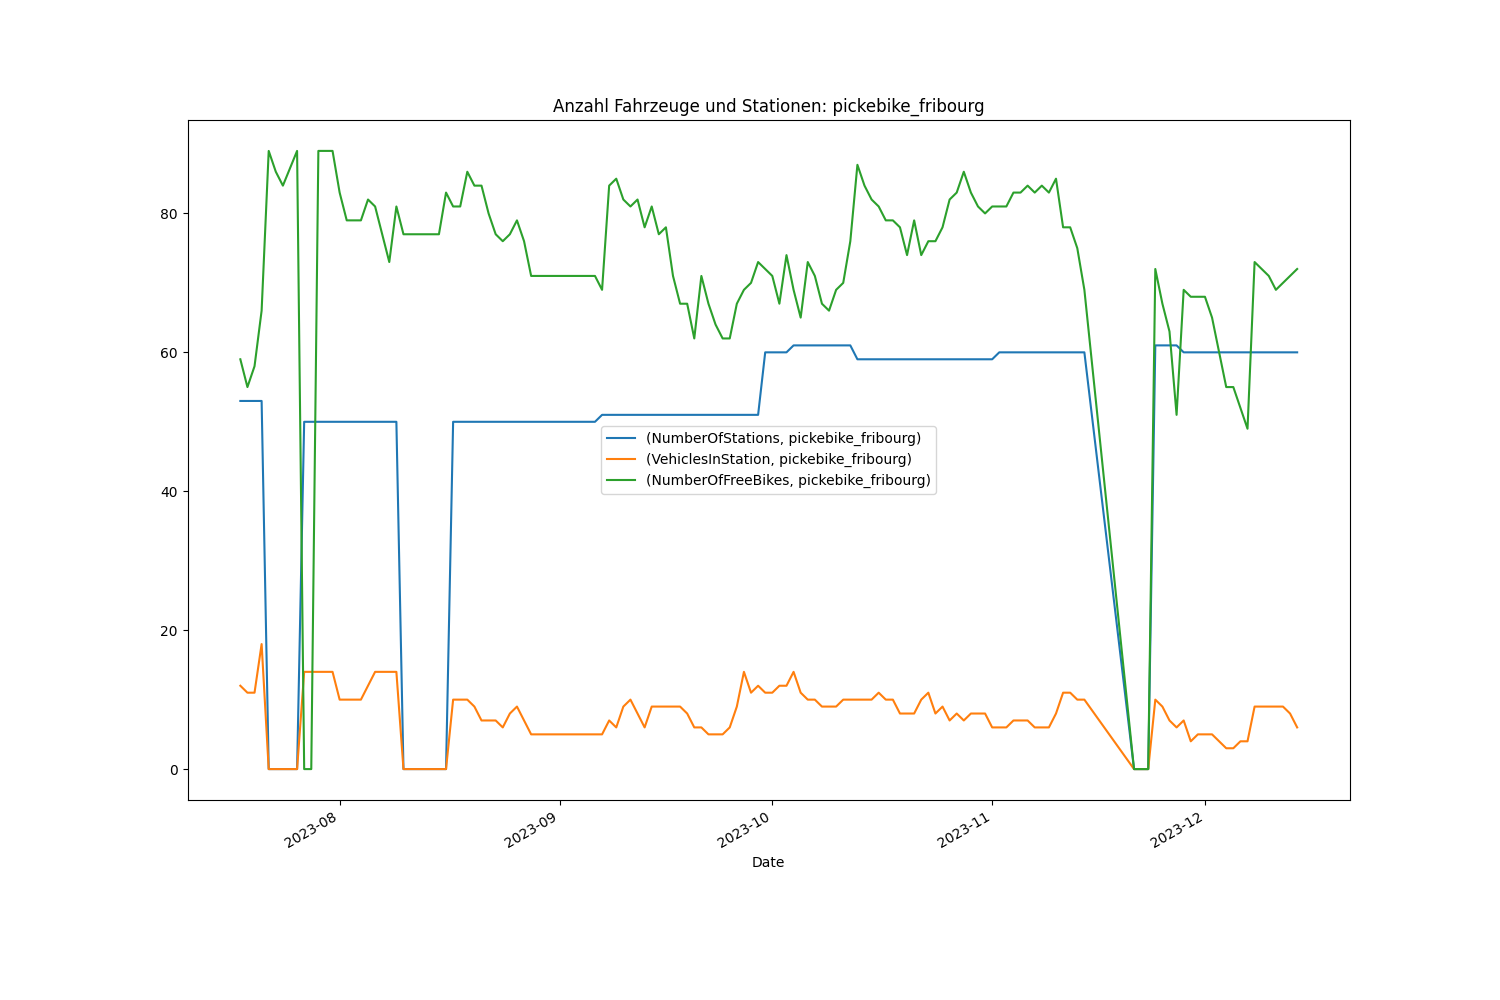 Anzahl Fahrzeuge und Stationen: pickebike_fribourg
80
60
40
20
0
(NumberOfStations, pickebike_fribourg)
(VehiclesInStation, pickebike_fribourg)
(NumberOfFreeBikes, pickebike_fribourg)
2023-08
2023-09
2023-10
2023-11
2023-12
Date